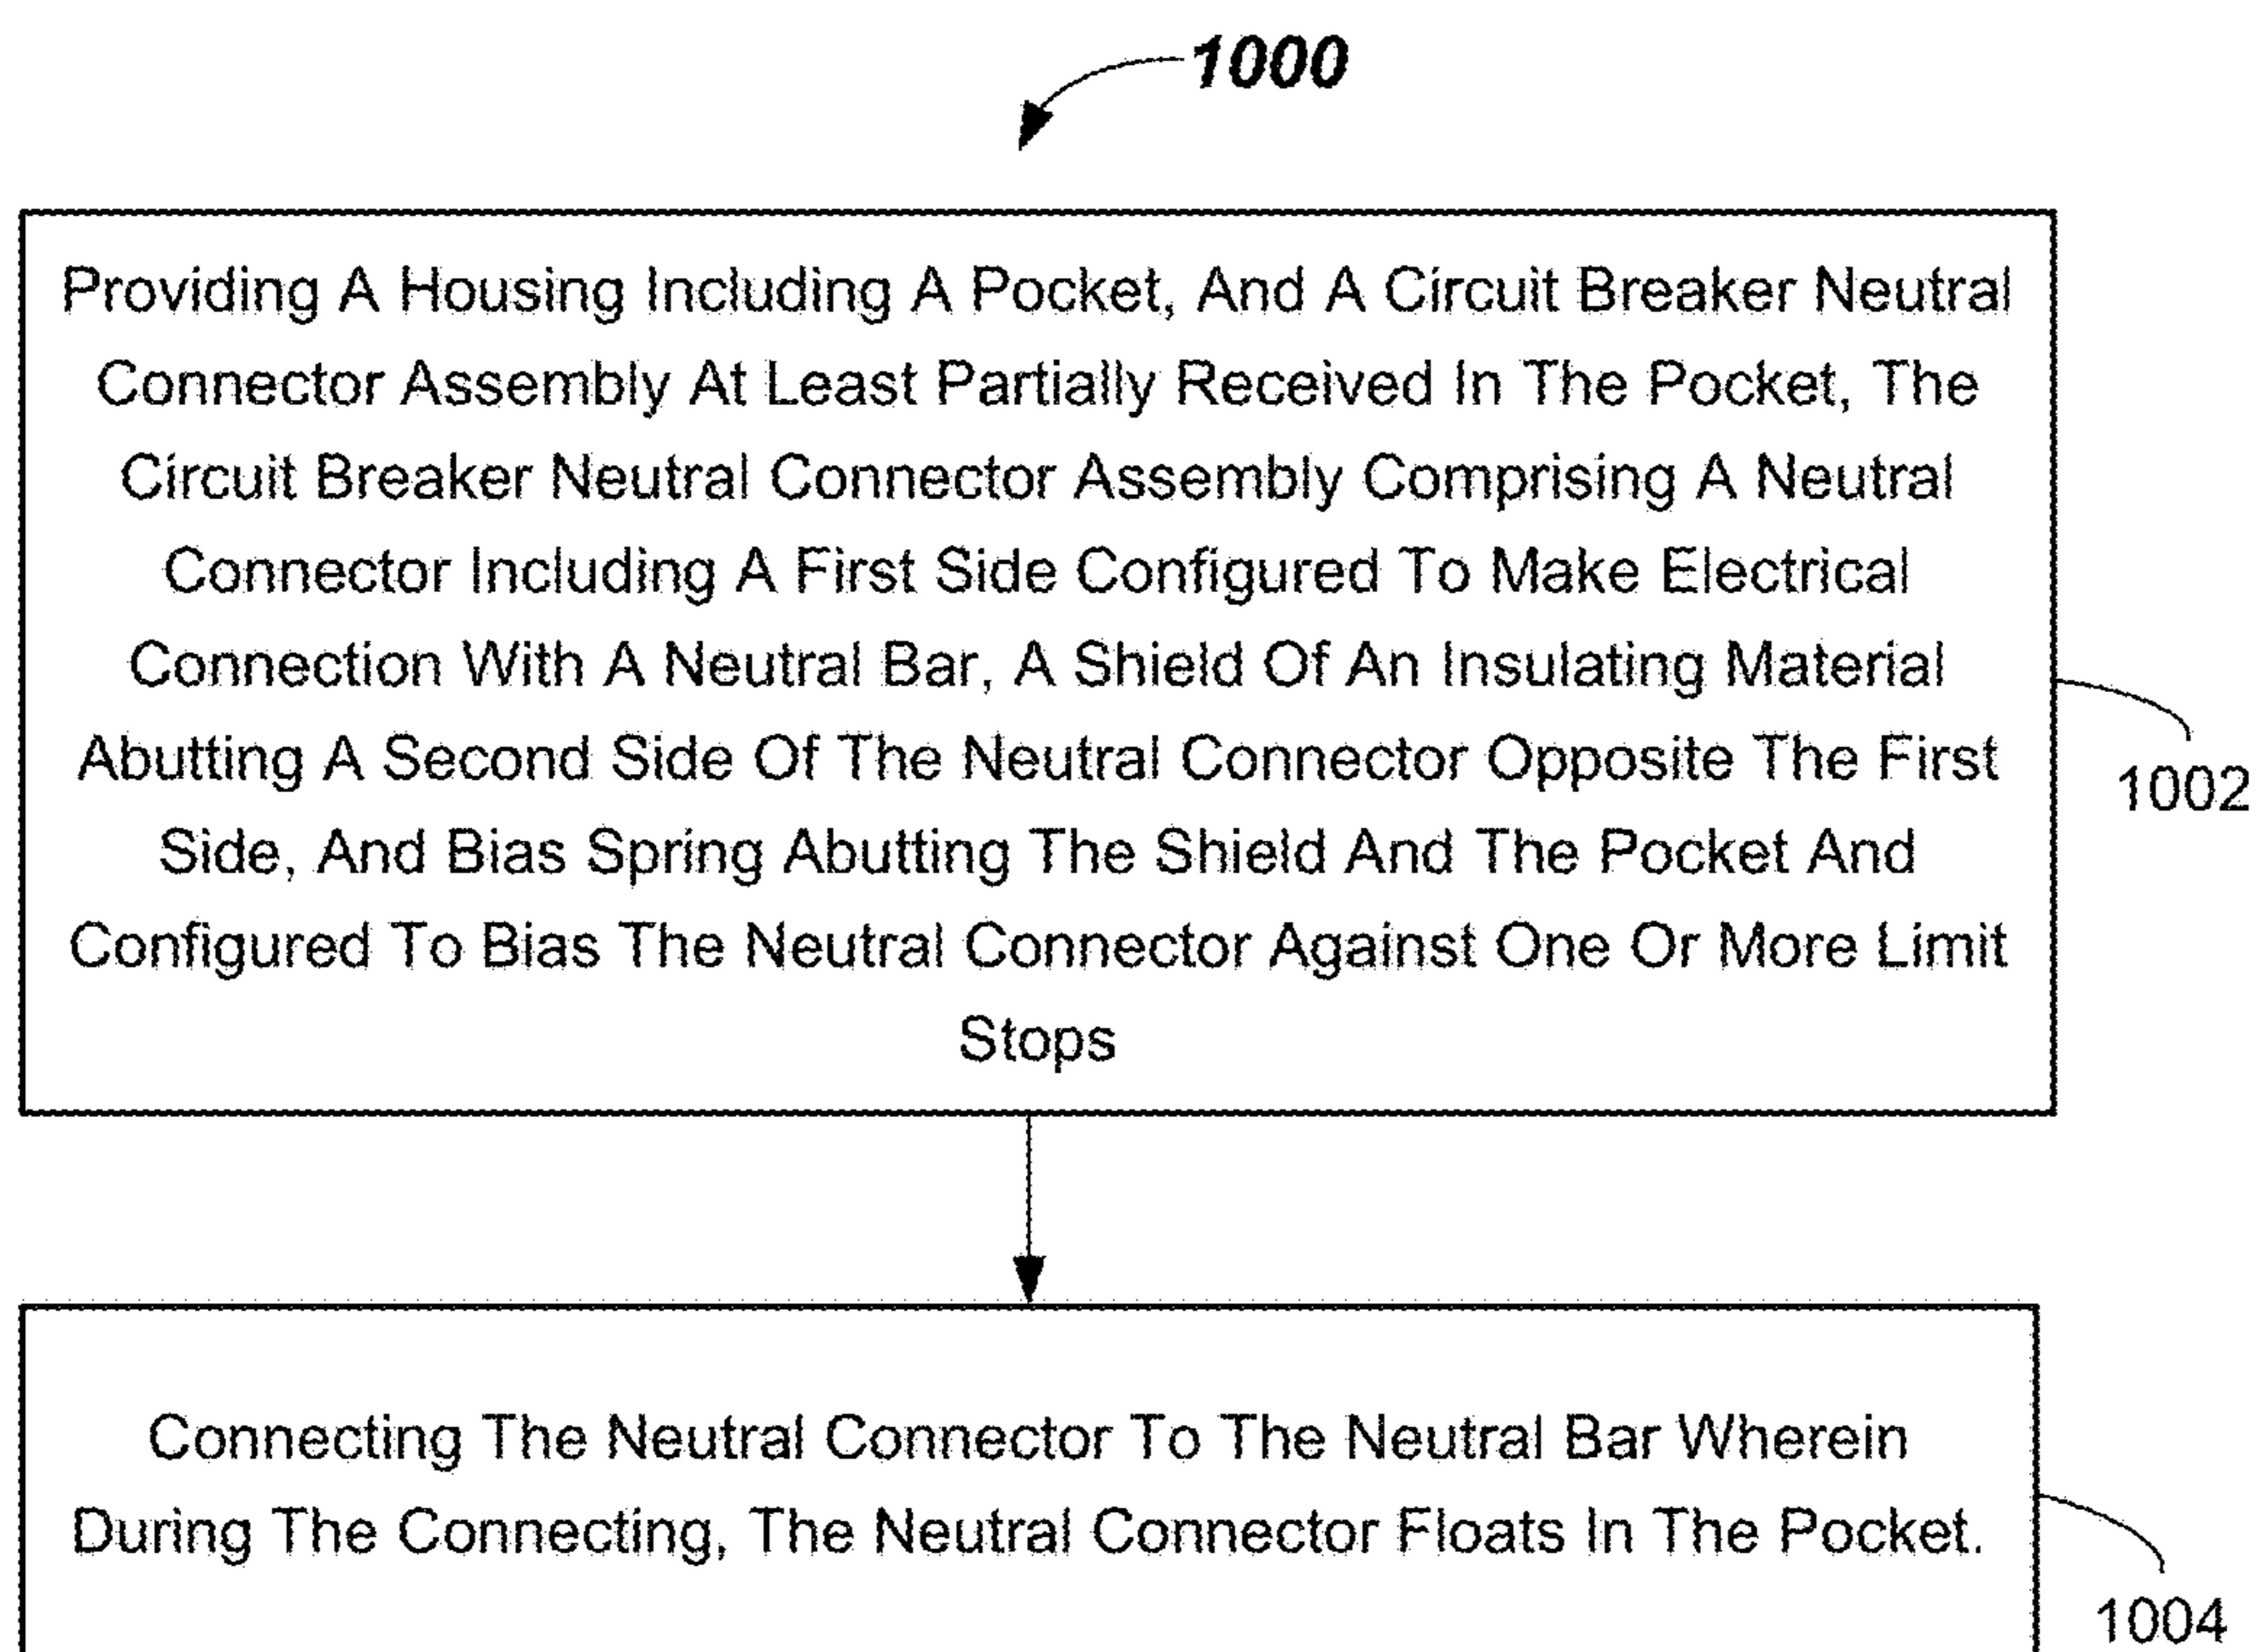 1000
Providing A Housing Including A Pocket, And A Circuit Breaker Neutral
Connector Assembly At Least Partially Received In The Pocket, The
Circuit Breaker Neutral Connector Assembly Comprising A Neutral
Connector Including A First Side Configured To Make Electrical
Connection With A Neutral Bar, A Shield Of An Insulating Material
Abutting A Second Side Of The Neutral Connector Opposite The First
Side, And Bias Spring Abutting The Shield And The Pocket And
Configured To Bias The Neutral Connector Against One Or More Limit
Stops
1002
Connecting The Neutral Connector To The Neutral Bar Wherein
During The Connecting, The Neutral Connector Floats In The Pocket.
1004